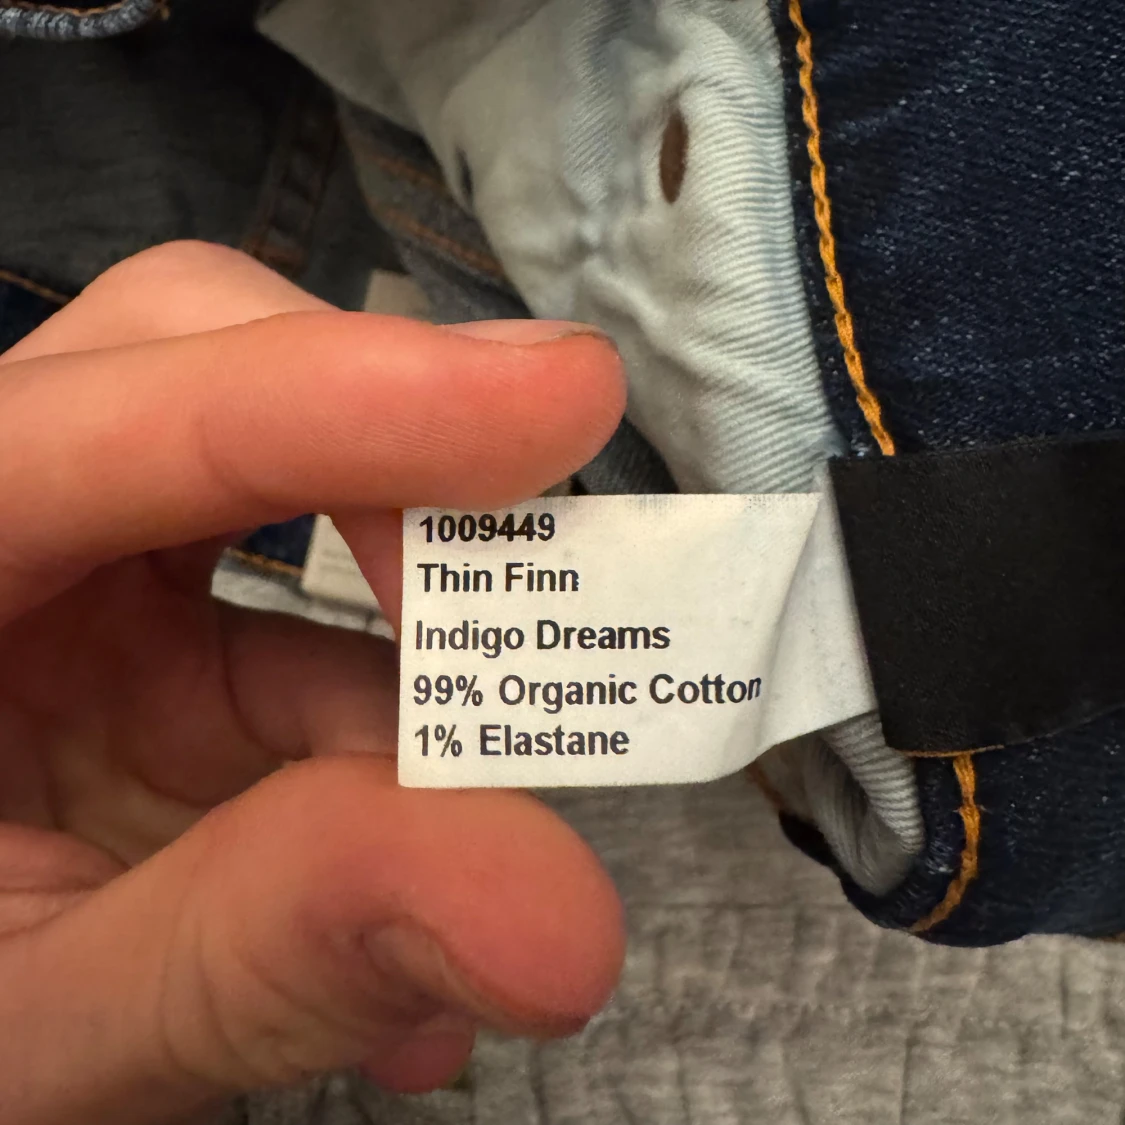 1009449
Thin Finn
Indigo Dreams
99% Organic Cotton
1% Elastane